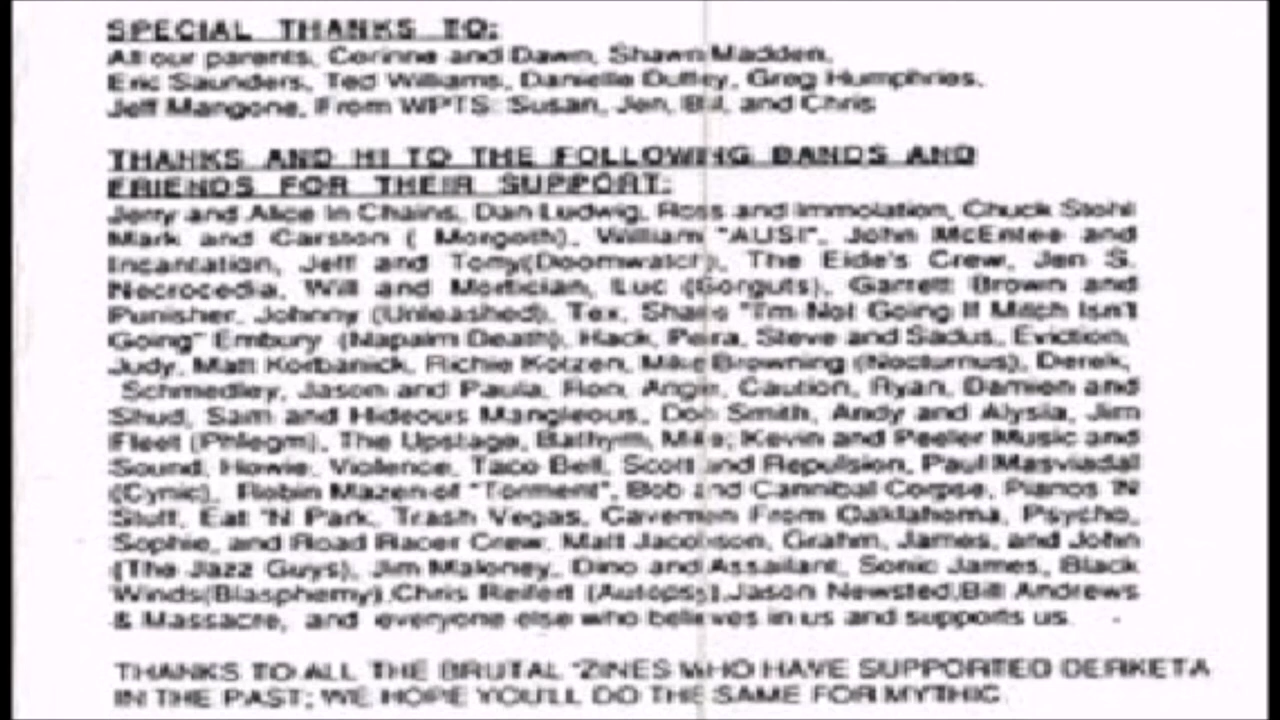 SPECIAL THANKS TO:
All our parents, Corinne and Dawn, Shawn Madden,
Eric Saunders, Ted Williams, Danielle Duffey, Greg Humphries,
Jeff Mangone, From WPTS: Susan, Jen, Bill, and Chris
THANKS AND HI TO THE FOLLOWING BANDS AND
FRIENDS FOR THEIR SUPPORT:
Jerry and Alice In Chains, Dan Ludwig, Ross and Immolation, Chuck Stohl
Mark and Carston ( Morgoth), William "AUSI", John McEntee and
Incantation, Jeff and Tony(Doomwatch), The Eide's Crew, Jen S.
Necrocedia, Will and Mortician, Luc (Gorguts), Garrett Brown and
Punisher, Johnny (Unleashed), Tex, Shane "I'm Not Going If Mitch Isn't
Going" Embury (Napalm Death), Hack, Petra, Steve and Sadus, Eviction,
Judy, Matt Korbanick, Richie Kotzen, Mike Browning (Nocturnus), Derek,
Schmedley, Jason and Paula, Ron, Angie, Caution, Ryan, Damien and
Shud, Sam and Hideous Mangleous, Don Smith, Andy and Alysia, Jim
Fleet (Phlegm), The Upstage, Bathym, Mike, Kevin and Peeler Music and
Sound, Howie, Violence, Taco Bell, Scott and Repulsion, Paul Masvidal
(Cynic), Robin Mazen of "Torment", Bob and Cannibal Corpse, Pianos 'N
Stuff, Eat 'N Park, Trash Vegas, Cavemen From Oaklahoma, Psycho,
Sophie, and Road Racer Crew, Matt Jacobson, Grahm, James, and John
(The Jazz Guys), Jim Maloney, Dino and Assailant, Sonic James, Black
Winds(Blasphemy),Chris Reifert (Autopsy),Jason Newsted,Bill Andrews
& Massacre, and everyone else who believes in us and supports us.
THANKS TO ALL THE BRUTAL 'ZINES WHO HAVE SUPPORTED DERKETA
IN THE PAST; WE HOPE YOU'LL DO THE SAME FOR MYTHIC.